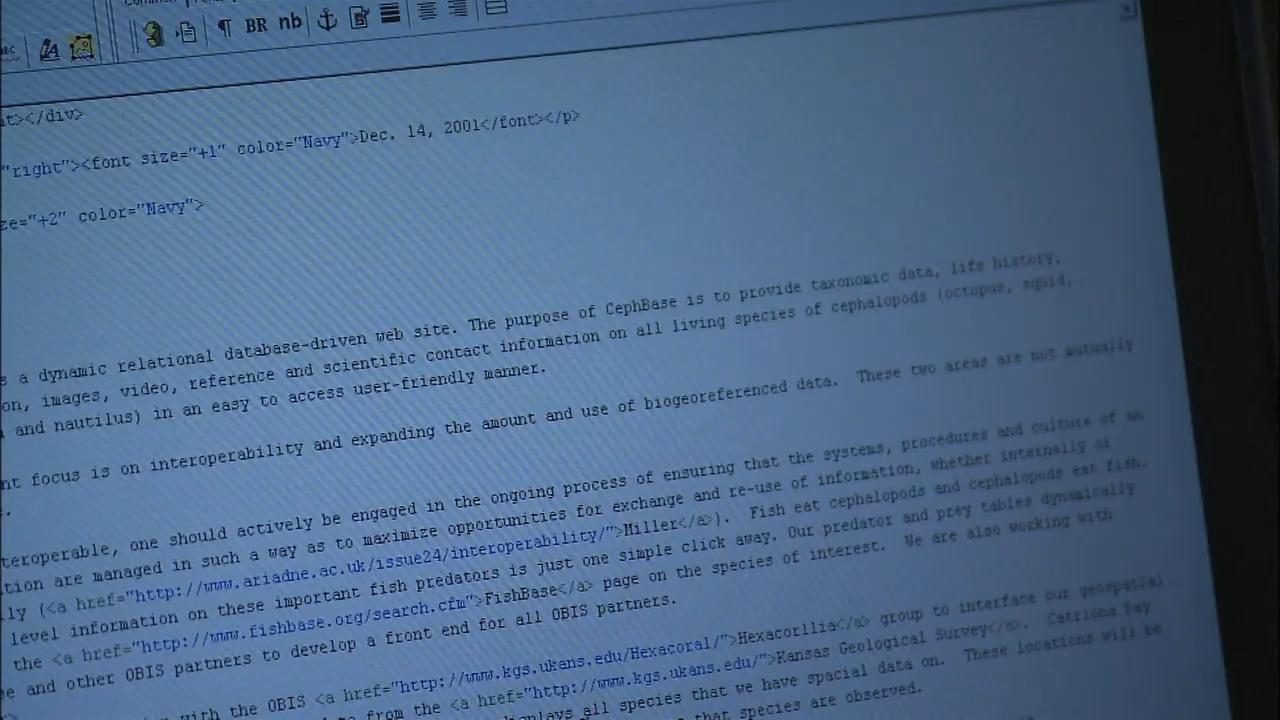 BR nb
></div>
"right"><font size="+1" color="Navy">Dec. 14, 2001</font></p>
ze="+2" color="Navy">
s a dynamic relational database-driven web site. The purpose of CephBase is to provide taxonomic data, life history,
on, images, video, reference and scientific contact information on all living species of cephalopods (octopus, squid,
and nautilus) in an easy to access user-friendly manner.
nt focus is on interoperability and expanding the amount and use of biogeoreferenced data. These two areas are not mutually
teroperable, one should actively be engaged in the ongoing process of ensuring that the systems, procedures and culture of an
tion are managed in such a way as to maximize opportunities for exchange and re-use of information, whether internally or
lly (<a href="http://www.ariadne.ac.uk/issue24/interoperability/">Miller</a>). Fish eat cephalopods and cephalopods eat fish.
level information on these important fish predators is just one simple click away. Our predator and prey tables dynamically
the <a href="http://www.fishbase.org/search.cfm">FishBase</a> page on the species of interest. We are also working with
e and other OBIS partners to develop a front end for all OBIS partners.
with the OBIS <a href="http://www.kgs.ukans.edu/Hexacoral/">Hexacorllia</a> group to interface our geospatial
from the <a href="http://www.kgs.ukans.edu/">Kansas Geological Survey</a>. Catriona Day
displays all species that we have spacial data on. These locations will be
that species are observed.